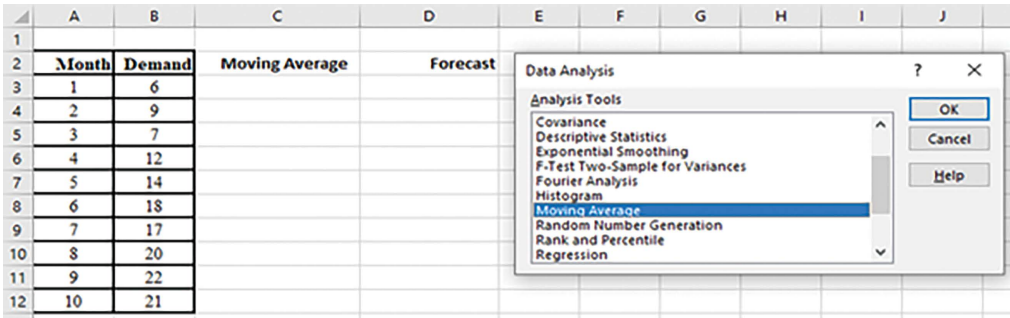 A B C D E F G H I J
1
2 Month Demand Moving Average Forecast
3 1 6
4 2 9
5 3 7
6 4 12
7 5 14
8 6 18
9 7 17
10 8 20
11 9 22
12 10 21
Data Analysis ? ×
Analysis Tools
Covariance
Descriptive Statistics
Exponential Smoothing
F-Test Two-Sample for Variances
Fourier Analysis
Histogram
Moving Average
Random Number Generation
Rank and Percentile
Regression
OK
Cancel
Help